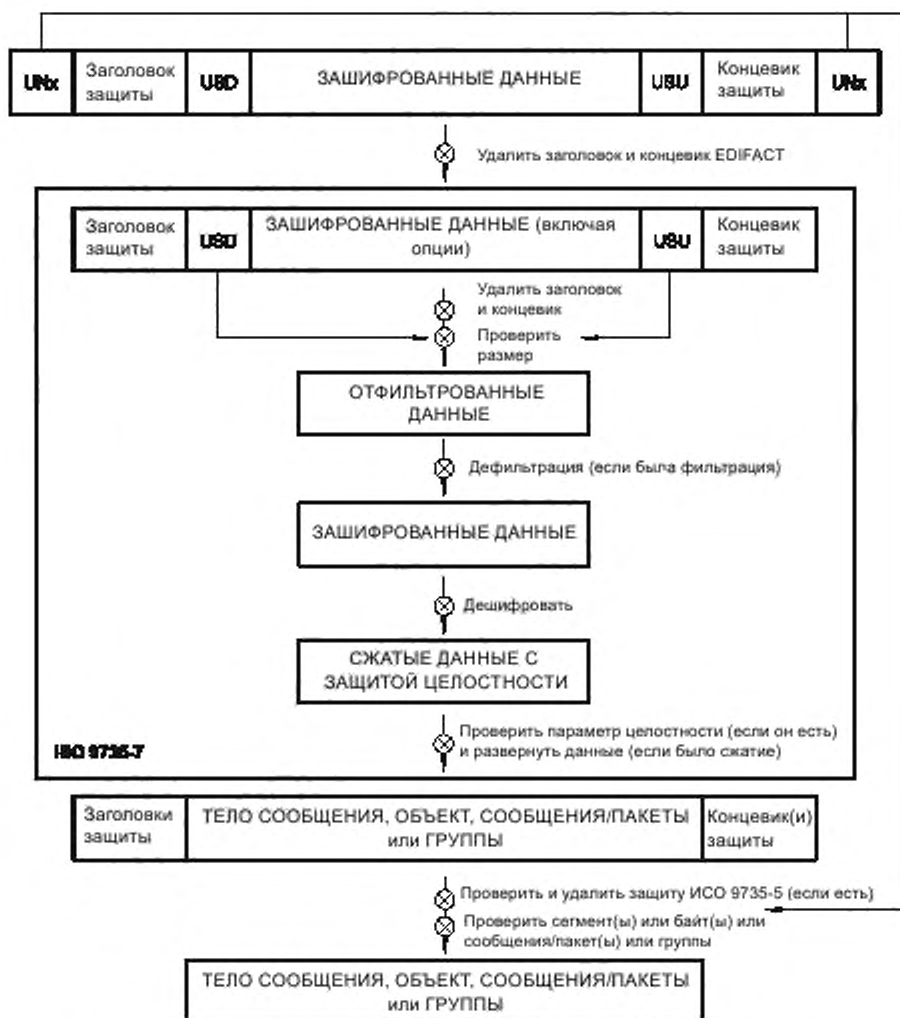 UNx
Заголовок
защиты
USD
ЗАШИФРОВАННЫЕ ДАННЫЕ
USU
Концевик
защиты
UNx
Удалить заголовок и концевик EDIFACT
Заголовок
защиты
USD
ЗАШИФРОВАННЫЕ ДАННЫЕ (включая
опции)
USU
Концевик
защиты
Удалить заголовок
и концевик
Проверить
размер
ОТФИЛЬТРОВАННЫЕ
ДАННЫЕ
Дефильтрация (если была фильтрация)
ЗАШИФРОВАННЫЕ ДАННЫЕ
Дешифровать
СЖАТЫЕ ДАННЫЕ С
ЗАЩИТОЙ ЦЕЛОСТНОСТИ
Проверить параметр целостности (если он есть)
и развернуть данные (если было сжатие)
9735-7
Заголовки
защиты
ТЕЛО СООБЩЕНИЯ, ОБЪЕКТ, СООБЩЕНИЯ/ПАКЕТЫ
или ГРУППЫ
Концевик(и)
защиты
Проверить и удалить защиту ИСО 9735-5 (если есть)
Проверить сегмент(ы) или байт(ы) или
сообщения/пакет(ы) или группы
ТЕЛО СООБЩЕНИЯ, ОБЪЕКТ, СООБЩЕНИЯ/ПАКЕТЫ
или ГРУППЫ